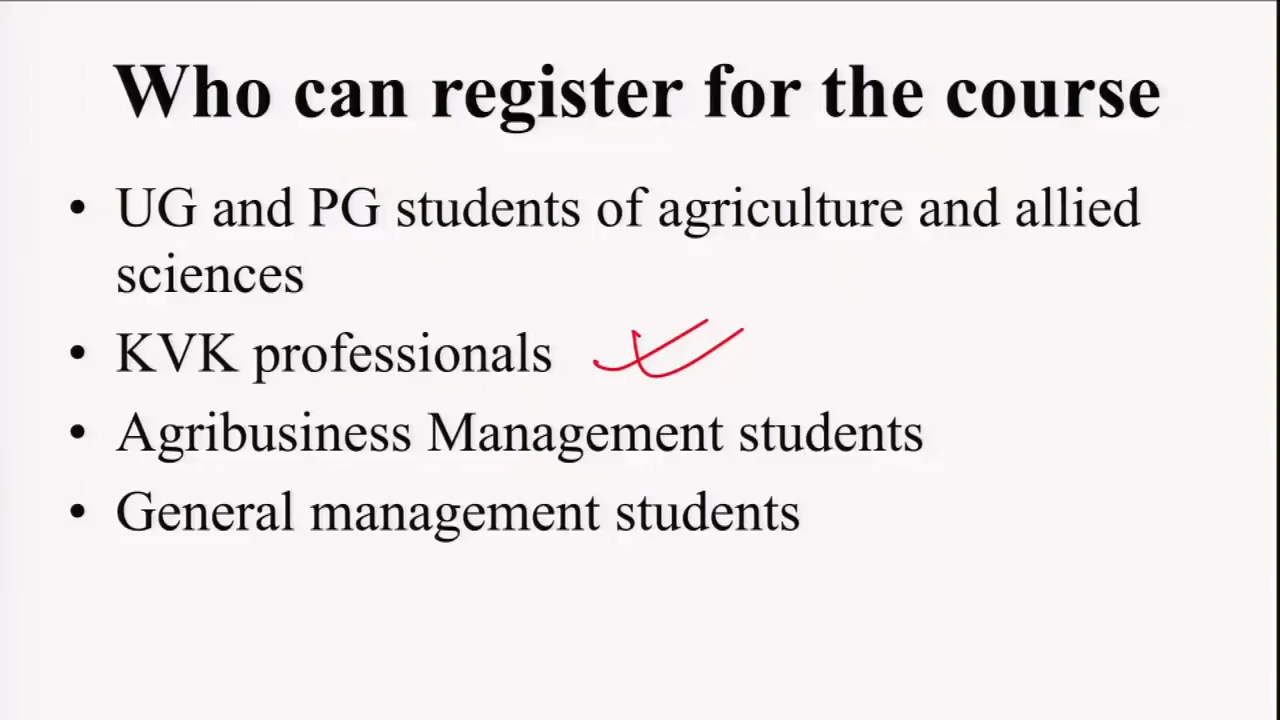 Who can register for the course
• UG and PG students of agriculture and allied
sciences
• KVK professionals
• Agribusiness Management students
• General management students